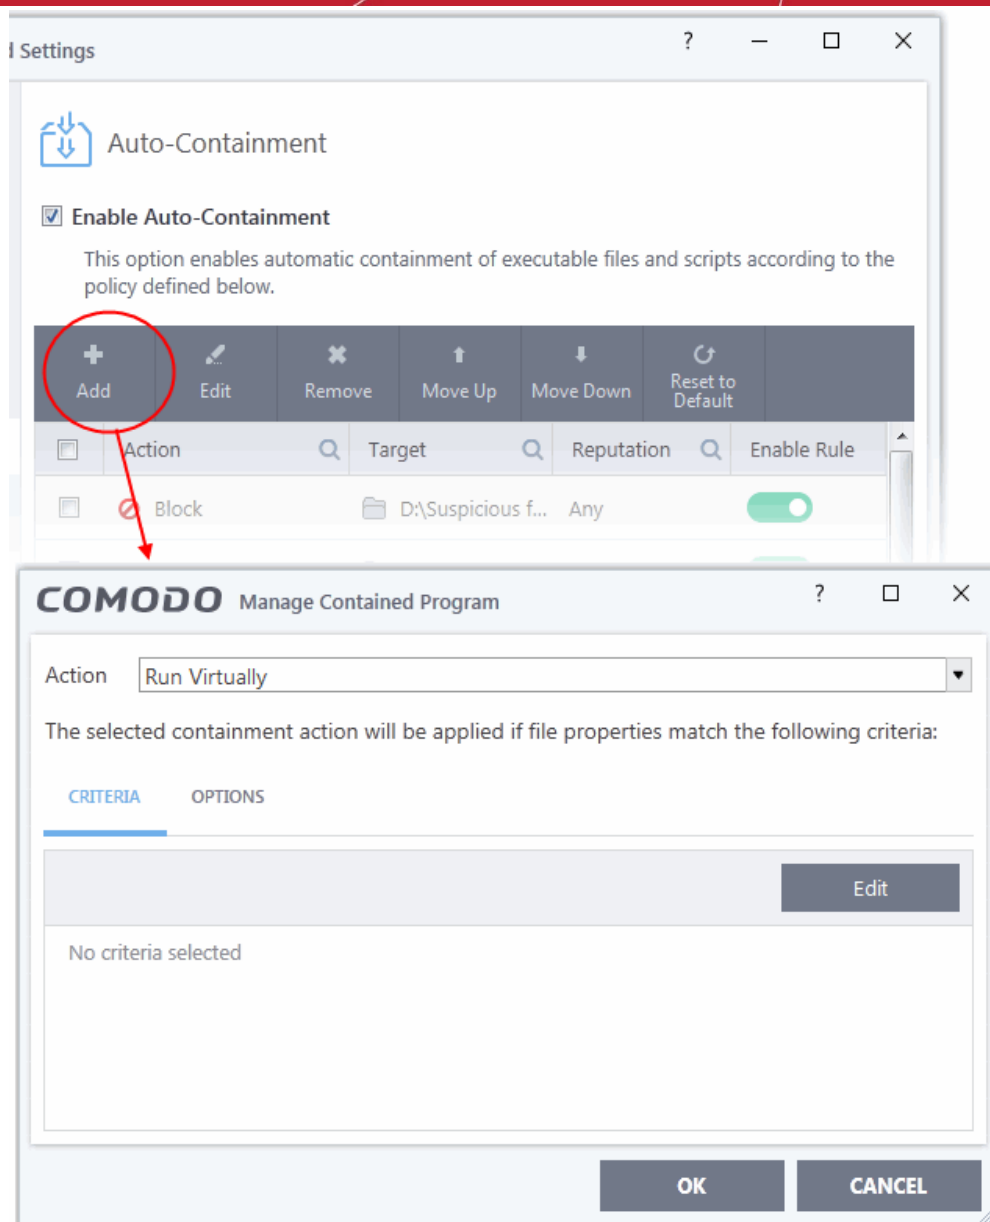 d Settings
?
Auto-Containment
Enable Auto-Containment
This option enables automatic containment of executable files and scripts according to the
policy defined below.
Add Edit Remove Move Up Move Down Reset to
Default
Action Target Reputation Enable Rule
Block D:\Suspicious f... Any
COMODO Manage Contained Program ?
Action Run Virtually
The selected containment action will be applied if file properties match the following criteria:
CRITERIA OPTIONS
Edit
No criteria selected
OK CANCEL